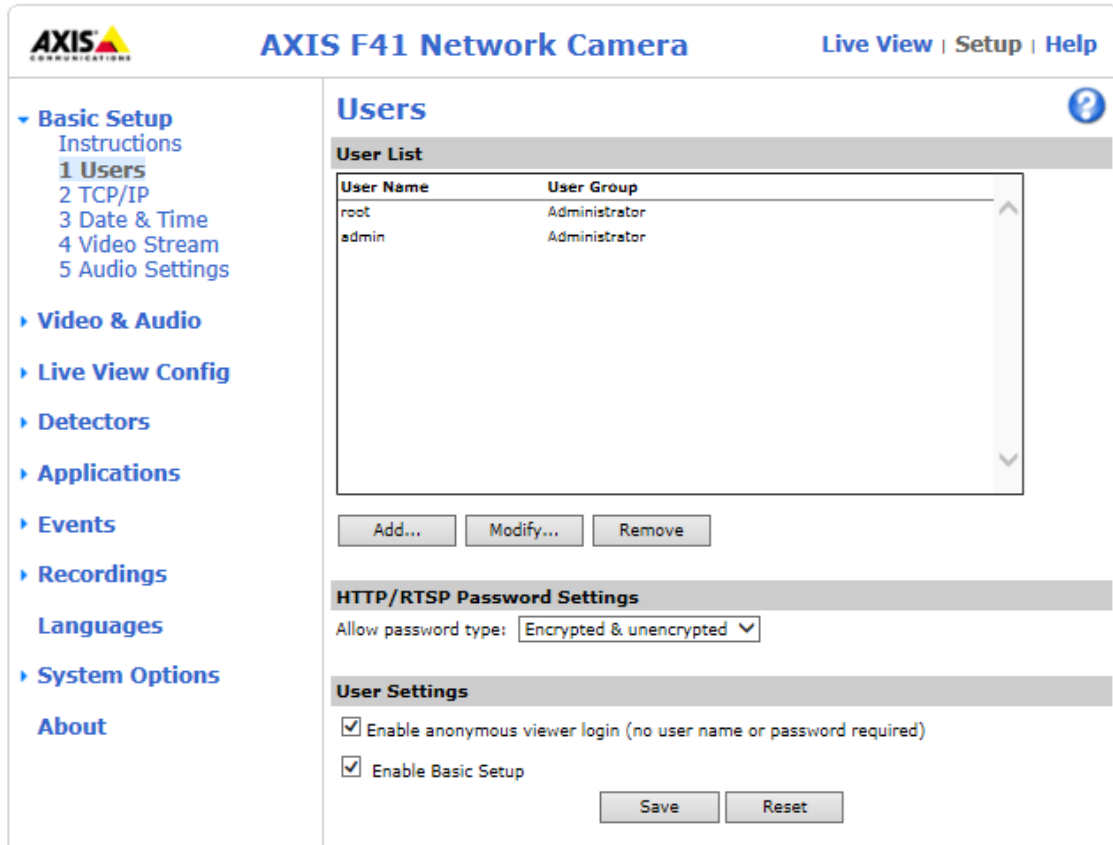 AXIS
COMMUNICATIONS
AXIS F41 Network Camera
Live View | Setup | Help
Basic Setup
Instructions
1 Users
2 TCP/IP
3 Date & Time
4 Video Stream
5 Audio Settings
Video & Audio
Live View Config
Detectors
Applications
Events
Recordings
Languages
System Options
About
Users
?
User List
User Name User Group
root Administrator
admin Administrator
Add... Modify... Remove
HTTP/RTSP Password Settings
Allow password type: Encrypted & unencrypted
User Settings
Enable anonymous viewer login (no user name or password required)
Enable Basic Setup
Save Reset